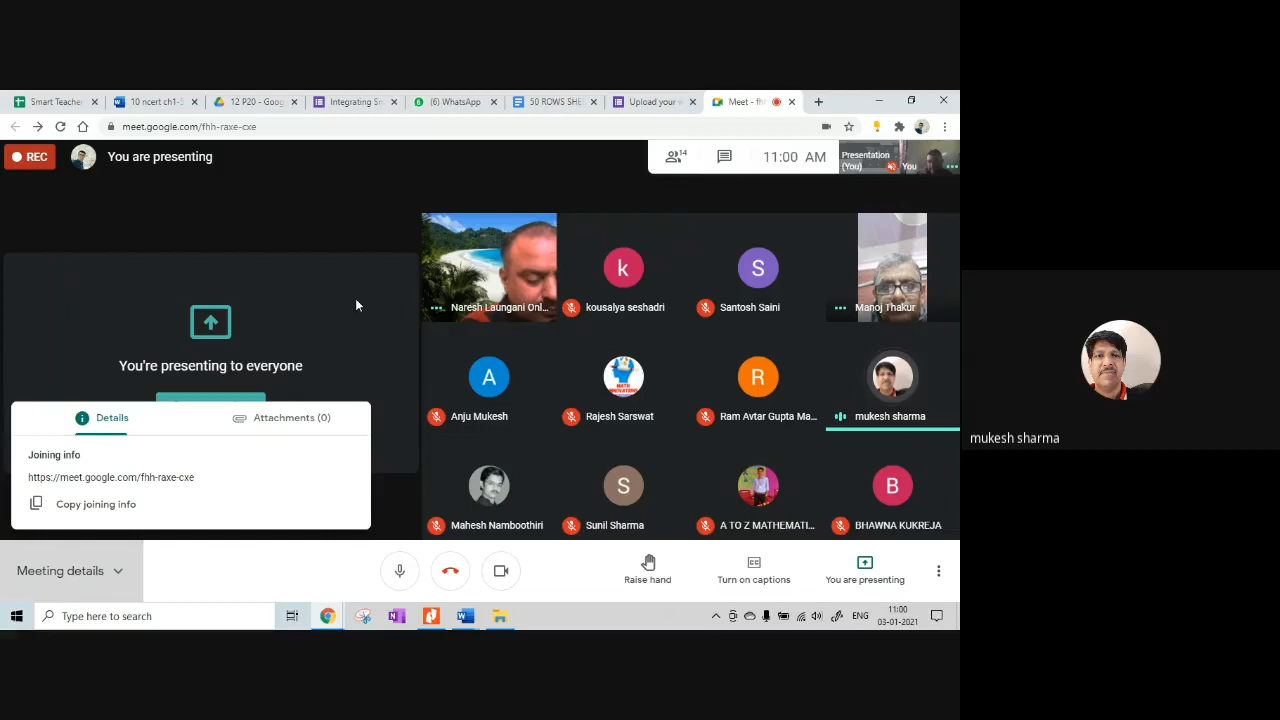 Smart Teache
10 ncert ch1-
12 P20 - Goog
Integrating Sm
(6) WhatsApp
50 ROWS SHE
Upload your w
Meet - fhh
meet.google.com/fhh-raxe-cxe
REC
You are presenting
14
11:00 AM
Presentation
(You)
You
Naresh Laungani Onl...
kousalya seshadri
Santosh Saini
Manoj Thakur
k
S
You're presenting to everyone
A
R
Anju Mukesh
Rajesh Sarswat
Ram Avtar Gupta Ma...
mukesh sharma
mukesh sharma
Details
Attachments (0)
Joining info
https://meet.google.com/fhh-raxe-cxe
Copy joining info
S
B
Mahesh Namboothiri
Sunil Sharma
A TO Z MATHEMATI...
BHAWNA KUKREJA
Meeting details
Raise hand
Turn on captions
You are presenting
Type here to search
ENG
11:00
03-01-2021